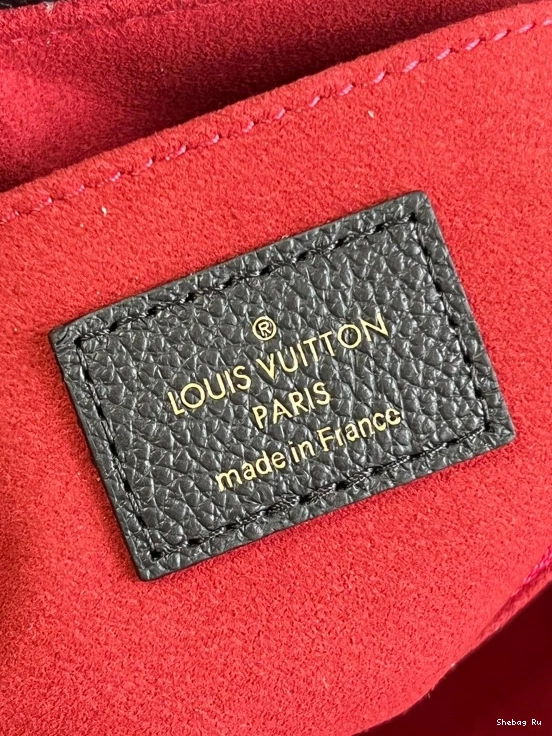 ®
LOUIS VUITTON
PARIS
made in France
Shebag Ru